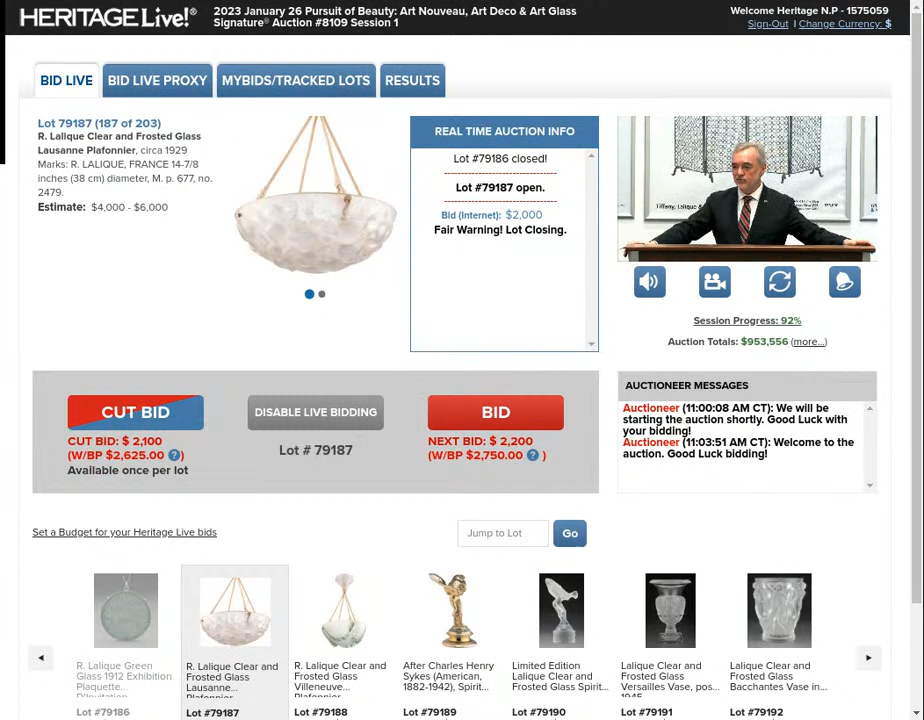 HERITAGE Live!®
2023 January 26 Pursuit of Beauty: Art Nouveau, Art Deco & Art Glass
Signature® Auction #8109 Session 1
Welcome Heritage N.P - 1575059
Sign-Out | Change Currency: $
BID LIVE
BID LIVE PROXY
MYBIDS/TRACKED LOTS
RESULTS
Lot 79187 (187 of 203)
R. Lalique Clear and Frosted Glass
Lausanne Plafonnier, circa 1929
Marks: R. LALIQUE, FRANCE 14-7/8
inches (38 cm) diameter, M. p. 677, no.
2479.
Estimate: $4,000 - $6,000
REAL TIME AUCTION INFO
Lot #79186 closed!
Lot #79187 open.
Bid (Internet): $2,000
Fair Warning! Lot Closing.
Tiffany, Lalique &
Session Progress: 92%
Auction Totals: $953,556 (more...)
CUT BID
CUT BID: $ 2,100
(W/BP $2,625.00 ? )
Available once per lot
DISABLE LIVE BIDDING
Lot # 79187
BID
NEXT BID: $ 2,200
(W/BP $2,750.00 ? )
AUCTIONEER MESSAGES
Auctioneer (11:00:08 AM CT): We will be
starting the auction shortly. Good Luck with
your bidding!
Auctioneer (11:03:51 AM CT): Welcome to the
auction. Good Luck bidding!
Set a Budget for your Heritage Live bids
Jump to Lot
Go
R. Lalique Green
Glass 1912 Exhibition
Plaquette...
D'Invitation
Lot #79186
R. Lalique Clear and
Frosted Glass
Lausanne...
Plafonnier
Lot #79187
R. Lalique Clear and
Frosted Glass
Villeneuve...
Plafonnier
Lot #79188
After Charles Henry
Sykes (American,
1882-1942), Spirit...
Lot #79189
Limited Edition
Lalique Clear and
Frosted Glass Spirit...
Lot #79190
Lalique Clear and
Frosted Glass
Versailles Vase, pos...
1945
Lot #79191
Lalique Clear and
Frosted Glass
Bacchantes Vase in...
Lot #79192